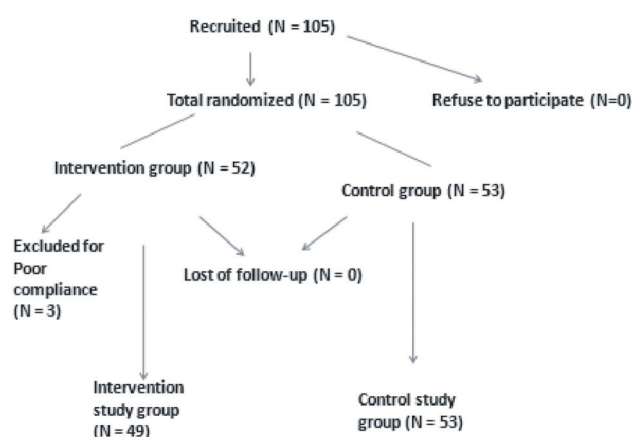 Recruited (N = 105)
Total randomized (N = 105)
Refuse to participate (N=0)
Intervention group (N = 52)
Control group (N = 53)
Excluded for
Poor
compliance
(N = 3)
Lost of follow-up (N = 0)
Intervention
study group
(N = 49)
Control study
group (N = 53)